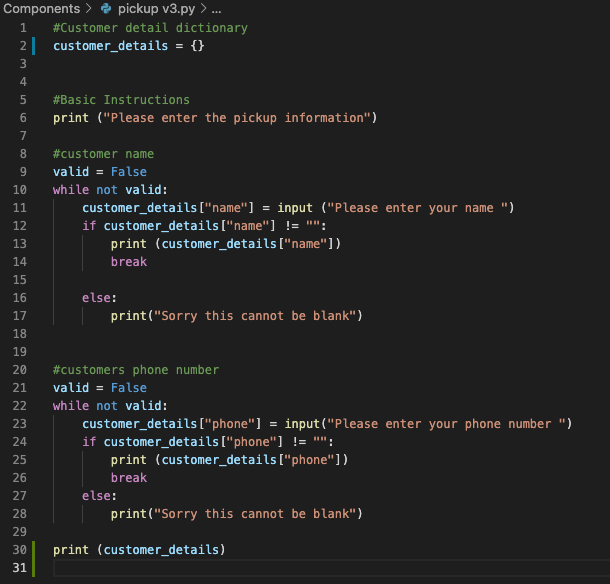 Components > pickup v3.py > ...
1 #Customer detail dictionary
2 customer_details = {}
3
4
5 #Basic Instructions
6 print ("Please enter the pickup information")
7
8 #customer name
9 valid = False
10 while not valid:
11     customer_details["name"] = input ("Please enter your name ")
12     if customer_details["name"] != "":
13         print (customer_details["name"])
14         break
15
16     else:
17         print("Sorry this cannot be blank")
18
19
20 #customers phone number
21 valid = False
22 while not valid:
23     customer_details["phone"] = input("Please enter your phone number ")
24     if customer_details["phone"] != "":
25         print (customer_details["phone"])
26         break
27     else:
28         print("Sorry this cannot be blank")
29
30 print (customer_details)
31